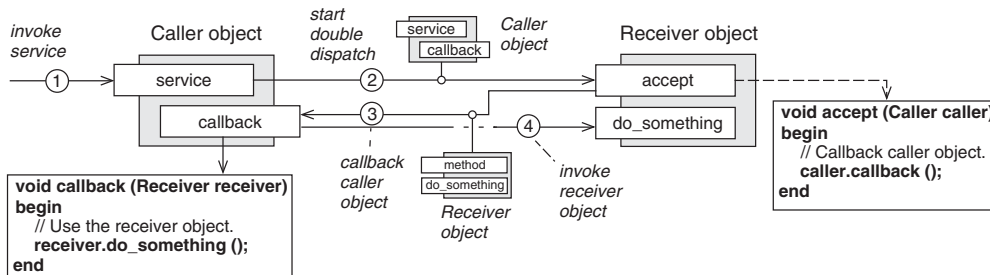 invoke
service
1
Caller object
service
callback
start
double
dispatch
2
service
callback
Caller
object
Receiver object
accept
do_something
3
callback
caller
object
method
do_something
Receiver
object
4
invoke
receiver
object
void callback (Receiver receiver)
begin
// Use the receiver object.
receiver.do_something ();
end
void accept (Caller caller)
begin
// Callback caller object.
caller.callback ();
end